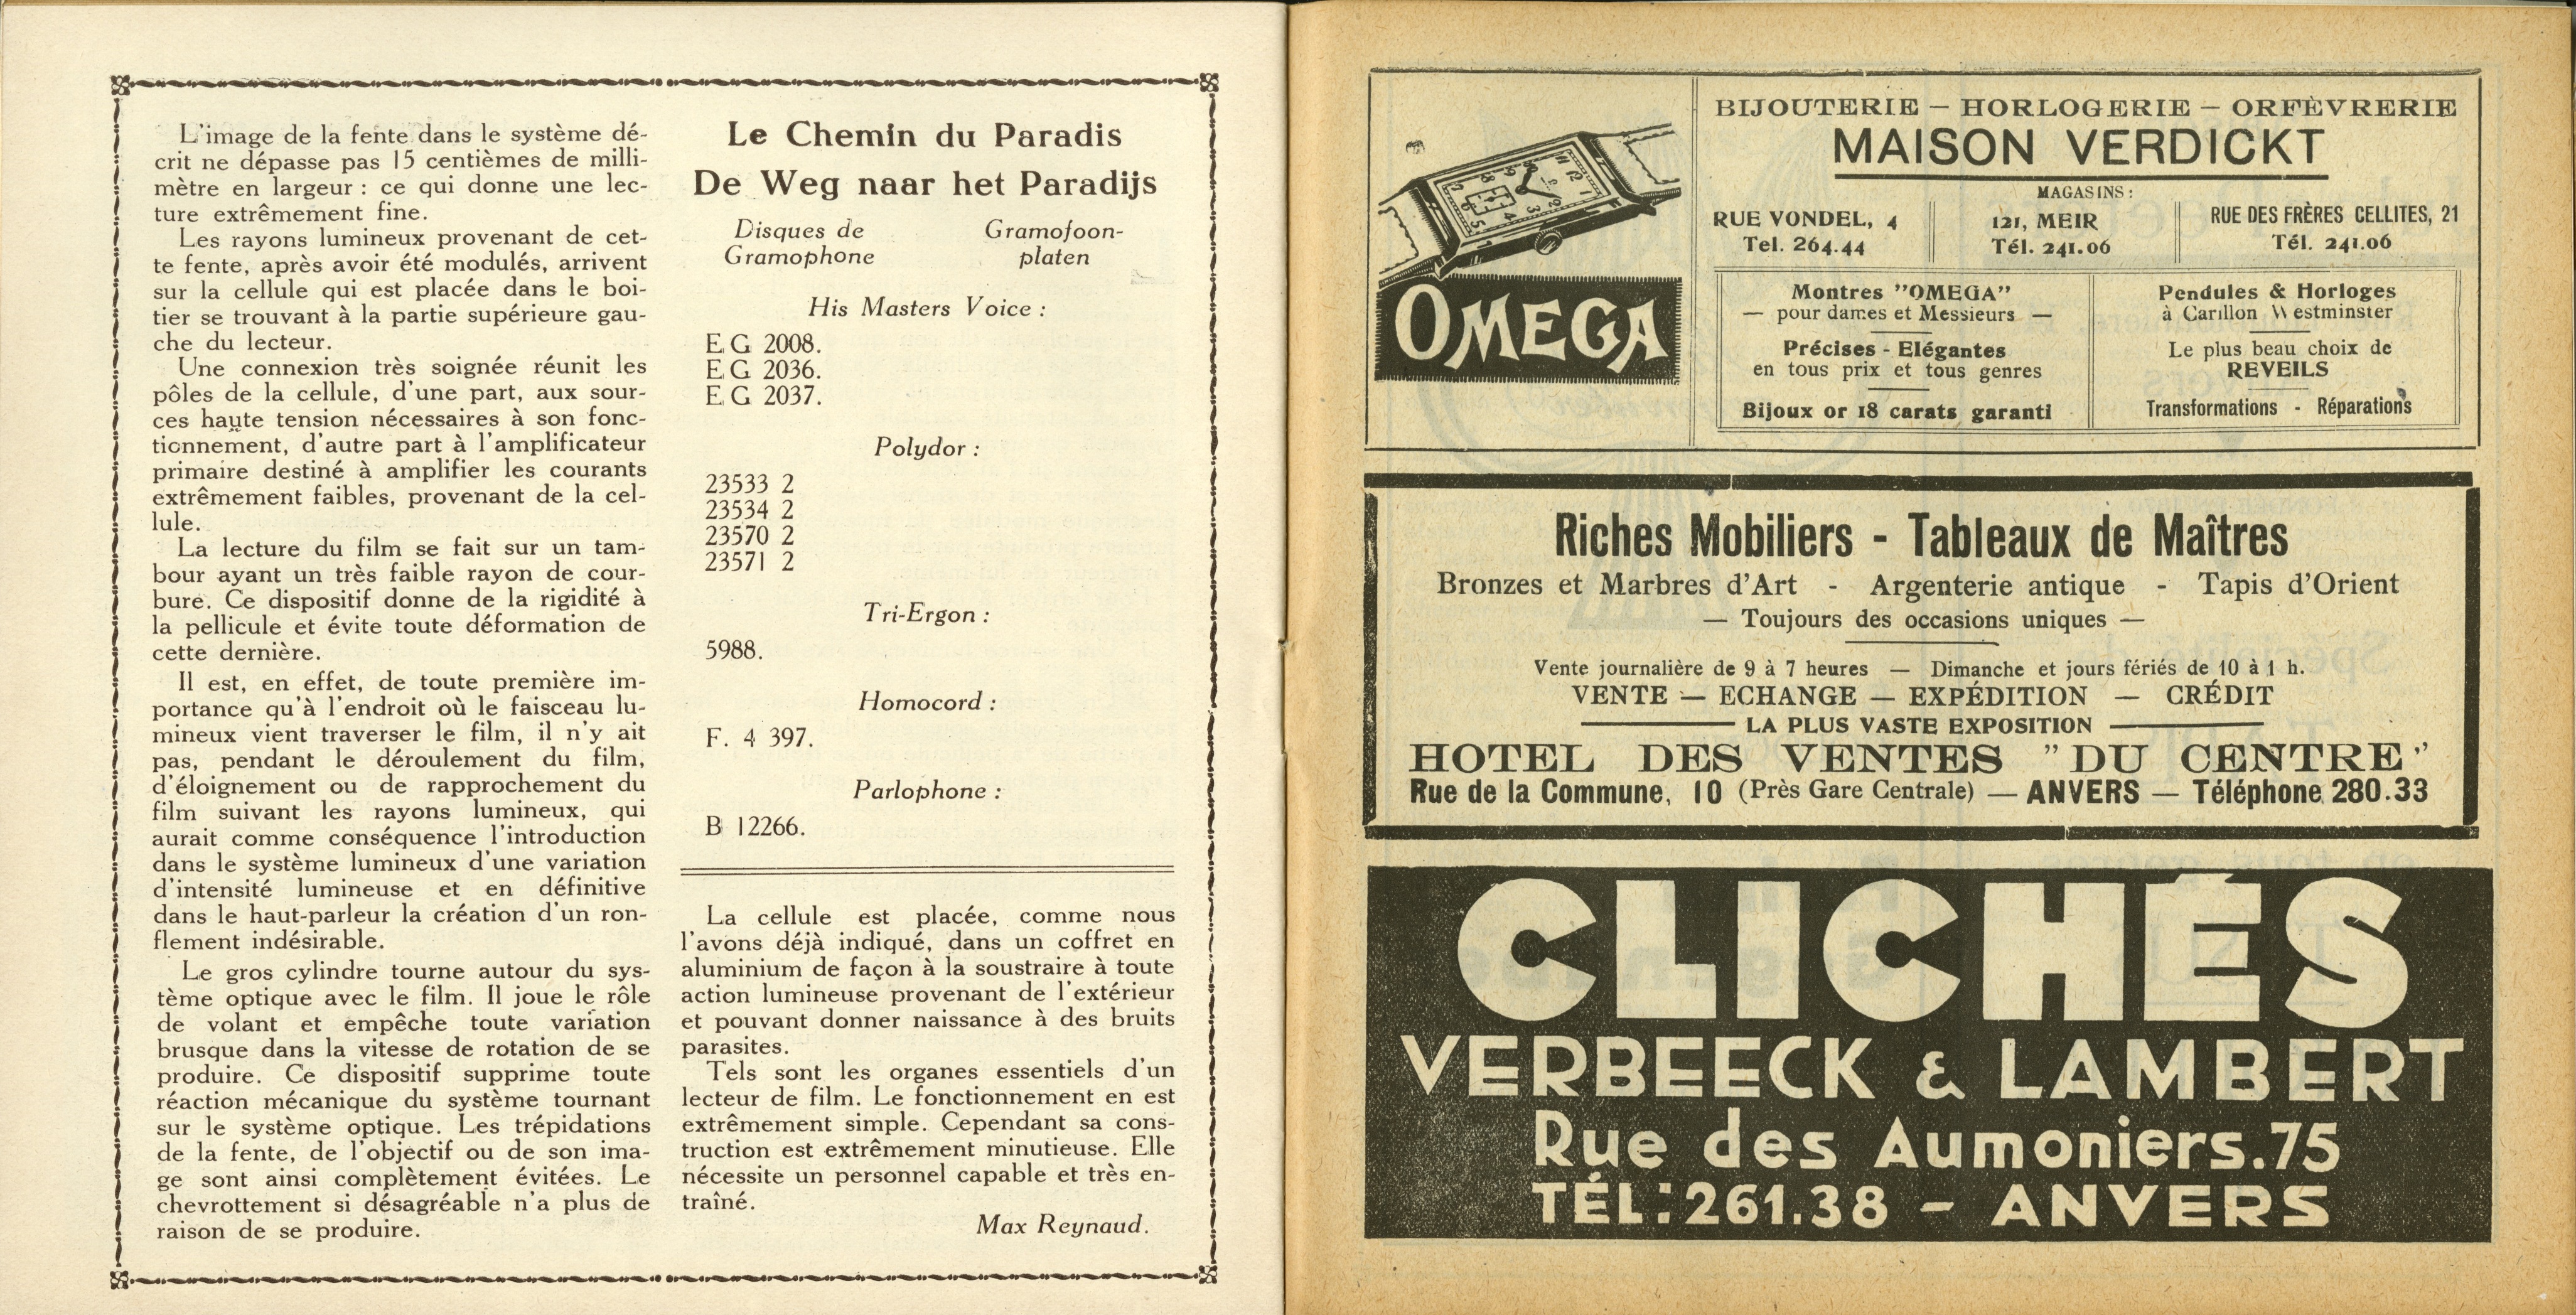 L'image de la fente dans le système dé-
crit ne dépasse pas 15 centièmes de milli-
mètre en largeur : ce qui donne une lec-
ture extrêmement fine.
Les rayons lumineux provenant de cet-
te fente, après avoir été modulés, arrivent
sur la cellule qui est placée dans le boi-
tier se trouvant à la partie supérieure gau-
che du lecteur.
Une connexion très soignée réunit les
pôles de la cellule, d'une part, aux sour-
ces haute tension nécessaires à son fonc-
tionnement, d'autre part à l'amplificateur
primaire destiné à amplifier les courants
extrêmement faibles, provenant de la cel-
lule.
La lecture du film se fait sur un tam-
bour ayant un très faible rayon de cour-
bure. Ce dispositif donne de la rigidité à
la pellicule et évite toute déformation de
cette dernière.
Il est, en effet, de toute première im-
portance qu'à l'endroit où le faisceau lu-
mineux vient traverser le film, il n'y ait
pas, pendant le déroulement du film,
d'éloignement ou de rapprochement du
film suivant les rayons lumineux, qui
aurait comme conséquence l'introduction
dans le système lumineux d'une variation
d'intensité lumineuse et en définitive
dans le haut-parleur la création d'un ron-
flement indésirable.
Le gros cylindre tourne autour du sys-
tème optique avec le film. Il joue le rôle
de volant et empêche toute variation
brusque dans la vitesse de rotation de se
produire. Ce dispositif supprime toute
réaction mécanique du système tournant
sur le système optique. Les trépidations
de la fente, de l'objectif ou de son ima-
ge sont ainsi complètement évitées. Le
chevrottement si désagréable n'a plus de
raison de se produire.
Le Chemin du Paradis
De Weg naar het Paradijs
Disques de Gramofoon-
Gramophone platen
His Masters Voice :
E. G. 2008.
E. G. 2036.
E. G. 2037.
Polydor :
23533 2
23534 2
23570 2
23571 2
Tri-Ergon :
5988.
Homocord :
F. 4 397.
Parlophone :
B 12266.
La cellule est placée, comme nous
l'avons déjà indiqué, dans un coffret en
aluminium de façon à la soustraire à toute
action lumineuse provenant de l'extérieur
et pouvant donner naissance à des bruits
parasites.
Tels sont les organes essentiels d'un
lecteur de film. Le fonctionnement en est
extrêmement simple. Cependant sa cons-
truction est extrêmement minutieuse. Elle
nécessite un personnel capable et très en-
traîné.
Max Reynaud.
OMEGA
BIJOUTERIE – HORLOGERIE – ORFÈVRERIE
MAISON VERDICKT
MAGASINS :
RUE VONDEL, 4
Tel. 264.44
121, MEIR
Tél. 241.06
RUE DES FRÈRES CELLITES, 21
Tél. 241.06
Montres "OMEGA"
— pour dames et Messieurs —
Précises - Elégantes
en tous prix et tous genres
Bijoux or 18 carats garanti
Pendules & Horloges
à Carillon Westminster
Le plus beau choix de
REVEILS
Transformations - Réparations
Riches Mobiliers - Tableaux de Maîtres
Bronzes et Marbres d'Art - Argenterie antique - Tapis d'Orient
— Toujours des occasions uniques —
Vente journalière de 9 à 7 heures — Dimanche et jours fériés de 10 à 1 h.
VENTE — ECHANGE — EXPÉDITION — CRÉDIT
LA PLUS VASTE EXPOSITION
HOTEL DES VENTES "DU CENTRE"
Rue de la Commune, 10 (Près Gare Centrale) — ANVERS — Téléphone 280.33
CLICHÉS
VERBEECK & LAMBERT
Rue des Aumoniers.75
TÉL: 261.38 – ANVERS